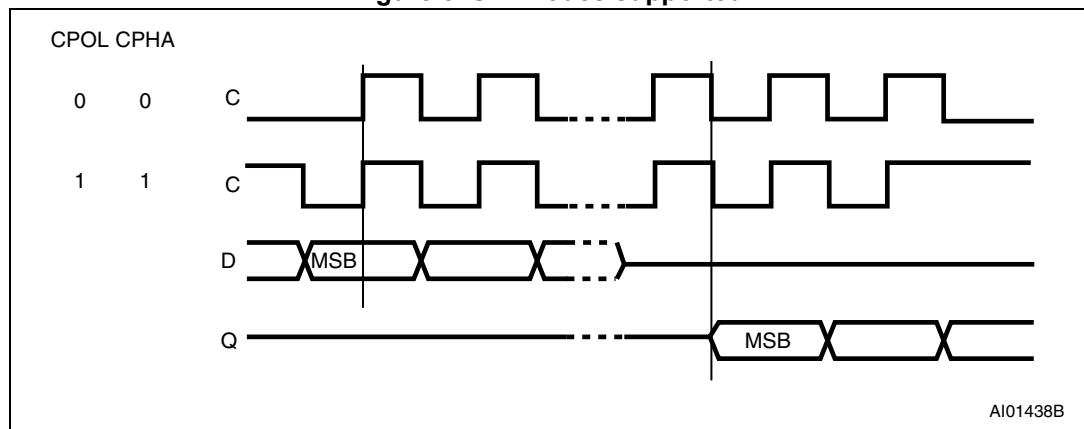 CPOL CPHA
0 0 C
1 1 C
D MSB
Q MSB
AI01438B